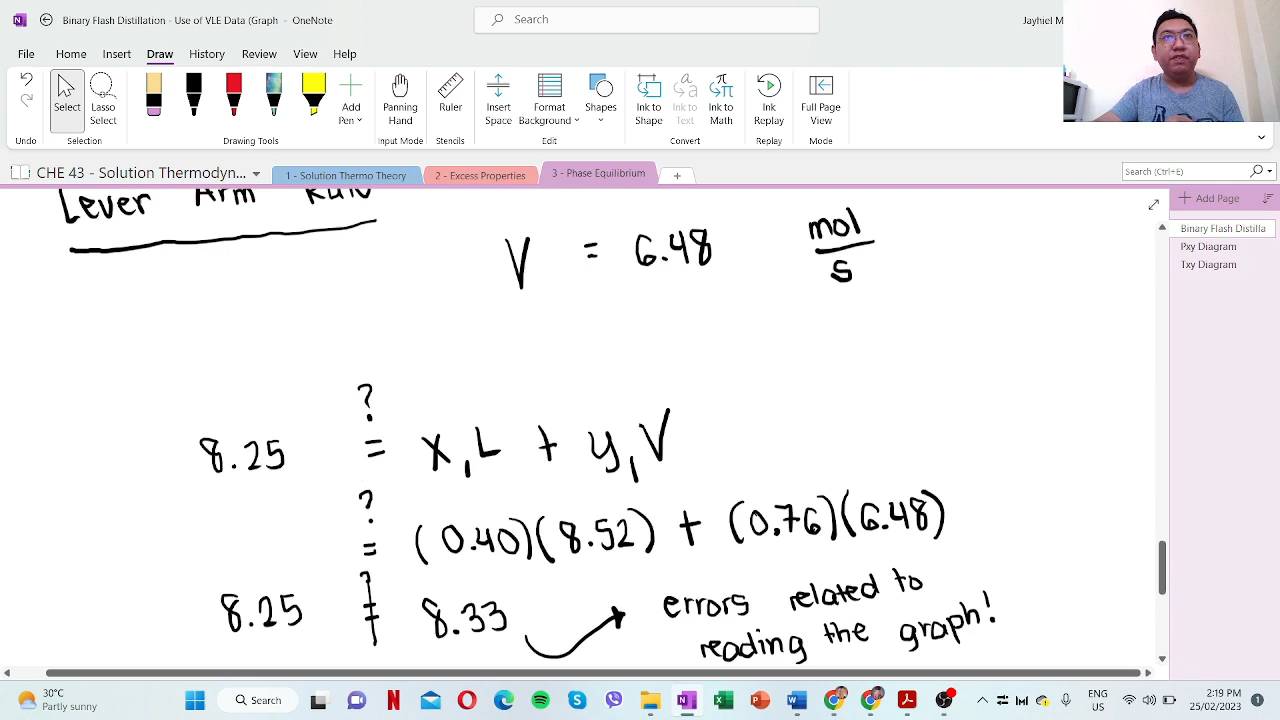 Binary Flash Distillation - Use of VLE Data (Graph - OneNote
Search
Jayhiel M
File Home Insert Draw History Review View Help
Undo
Select
Lasso Select
Add Pen
Panning Hand
Ruler
Insert Space
Format Background
Shapes
Ink to Shape
Ink to Text
Ink to Math
Ink Replay
Full Page View
Selection
Drawing Tools
Input Mode
Stencils
Edit
Convert
Replay
View
CHE 43 - Solution Thermodyn...
1 - Solution Thermo Theory
2 - Excess Properties
3 - Phase Equilibrium
Search (Ctrl+E)
Add Page
Binary Flash Distilla
Pxy Diagram
Txy Diagram
Lever Arm Rule
V = 6.48 mol/s
?
8.25 = x₁L + y₁V
?
= (0.40)(8.52) + (0.76)(6.48)
?
8.25 ≠ 8.33
errors related to
reading the graph!
30°C
Partly sunny
Search
ENG
US
2:19 PM
25/02/2023
1